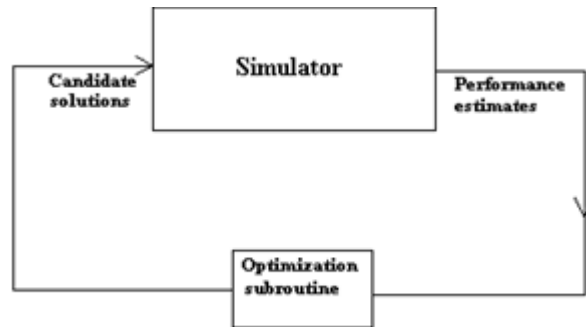 Simulator
Candidate
solutions
Performance
estimates
Optimization
subroutine